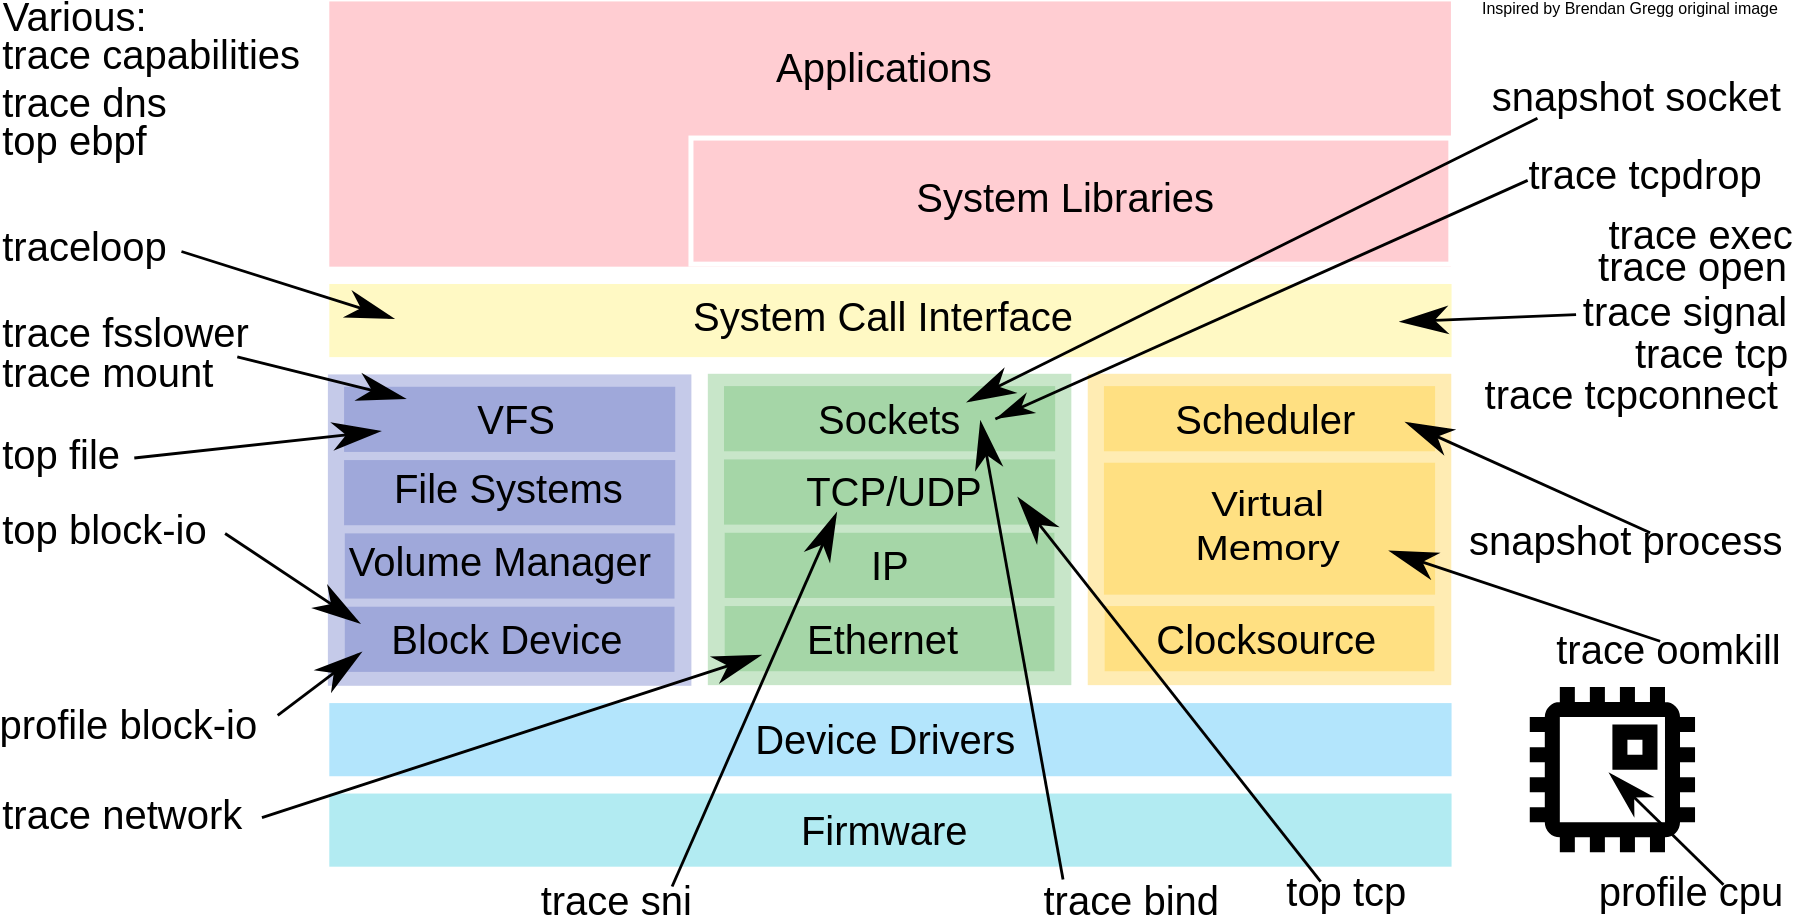 Various:
trace capabilities
trace dns
top ebpf
traceloop
trace fsslower
trace mount
top file
top block-io
profile block-io
trace network
Applications
System Libraries
System Call Interface
VFS
File Systems
Volume Manager
Block Device
Sockets
TCP/UDP
IP
Ethernet
Scheduler
Virtual
Memory
Clocksource
Device Drivers
Firmware
trace sni
trace bind
top tcp
Inspired by Brendan Gregg original image
snapshot socket
trace tcpdrop
trace exec
trace open
trace signal
trace tcp
trace tcpconnect
snapshot process
trace oomkill
profile cpu